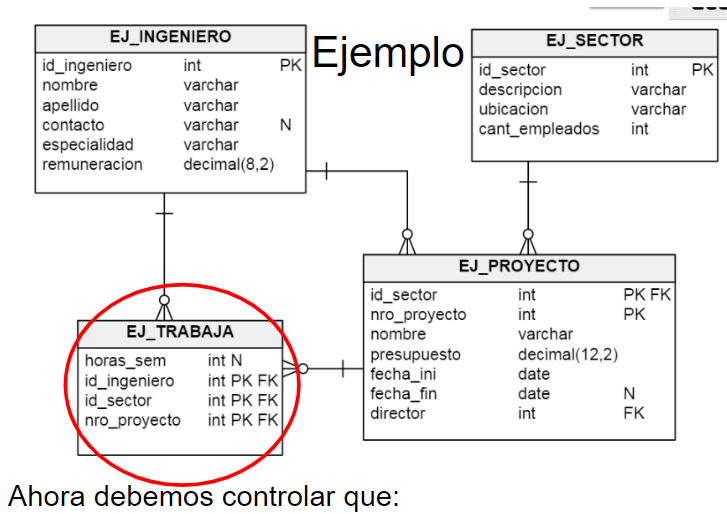 Ejemplo
EJ_INGENIERO
id_ingeniero int PK
nombre varchar
apellido varchar
contacto varchar N
especialidad varchar
remuneracion decimal(8,2)
EJ_SECTOR
id_sector int PK
descripcion varchar
ubicacion varchar
cant_empleados int
EJ_PROYECTO
id_sector int PK FK
nro_proyecto int PK
nombre varchar
presupuesto decimal(12,2)
fecha_ini date
fecha_fin date N
director int FK
EJ_TRABAJA
horas_sem int N
id_ingeniero int PK FK
id_sector int PK FK
nro_proyecto int PK FK
Ahora debemos controlar que: